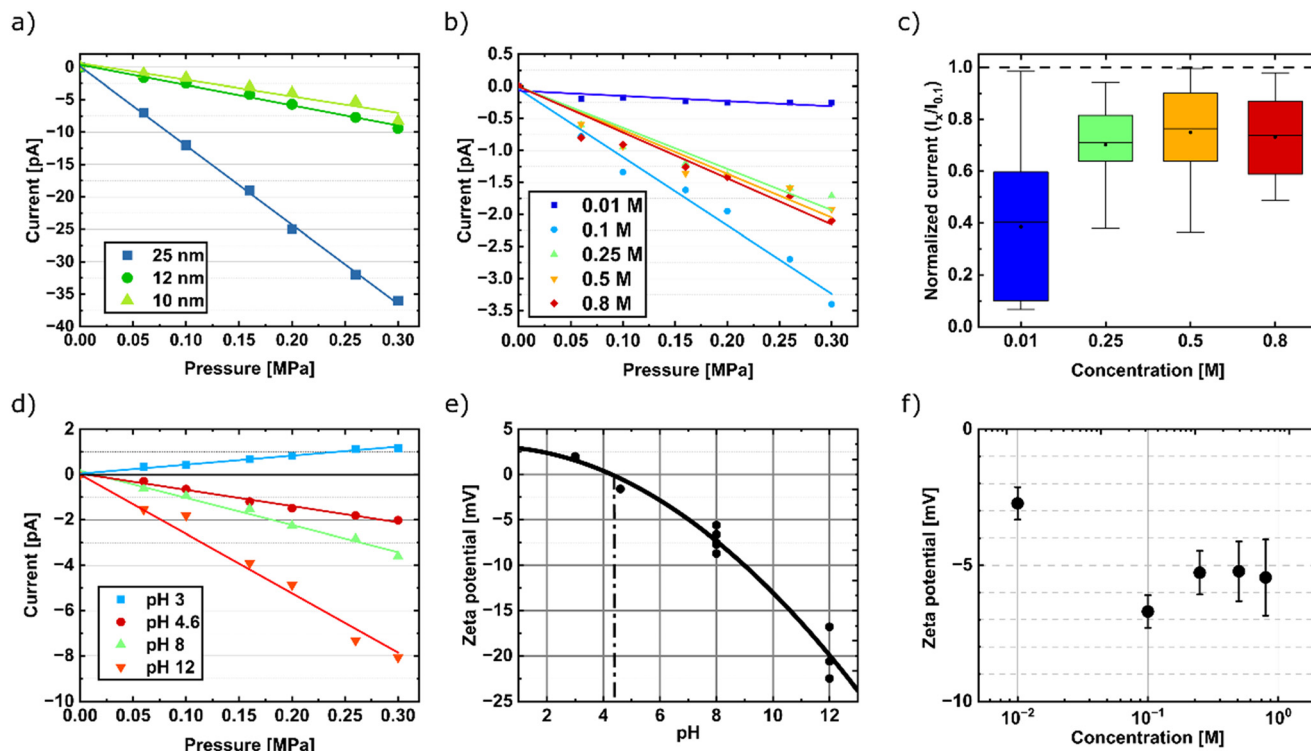 a)
0
−5
−10
−15
−20
−25
−30
−35
−40
Current [pA]
25 nm
12 nm
10 nm
0.00 0.05 0.10 0.15 0.20 0.25 0.30
Pressure [MPa]
b)
0.5
0.0
−0.5
−1.0
−1.5
−2.0
−2.5
−3.0
−3.5
Current [pA]
0.01 M
0.1 M
0.25 M
0.5 M
0.8 M
0.00 0.05 0.10 0.15 0.20 0.25 0.30
Pressure [MPa]
c)
1.0
0.8
0.6
0.4
0.2
0.0
Normalized current (Ix/I0.1)
0.01 0.25 0.5 0.8
Concentration [M]
d)
2
1
0
−2
−4
−6
−8
−10
Current [pA]
pH 3
pH 4.6
pH 8
pH 12
0.00 0.05 0.10 0.15 0.20 0.25 0.30
Pressure [MPa]
e)
5
2.5
0
−5
−10
−15
−20
−25
Zeta potential [mV]
2 4 6 8 10 12
pH
f)
0
−5
−10
Zeta potential [mV]
10−2 10−1 100
Concentration [M]